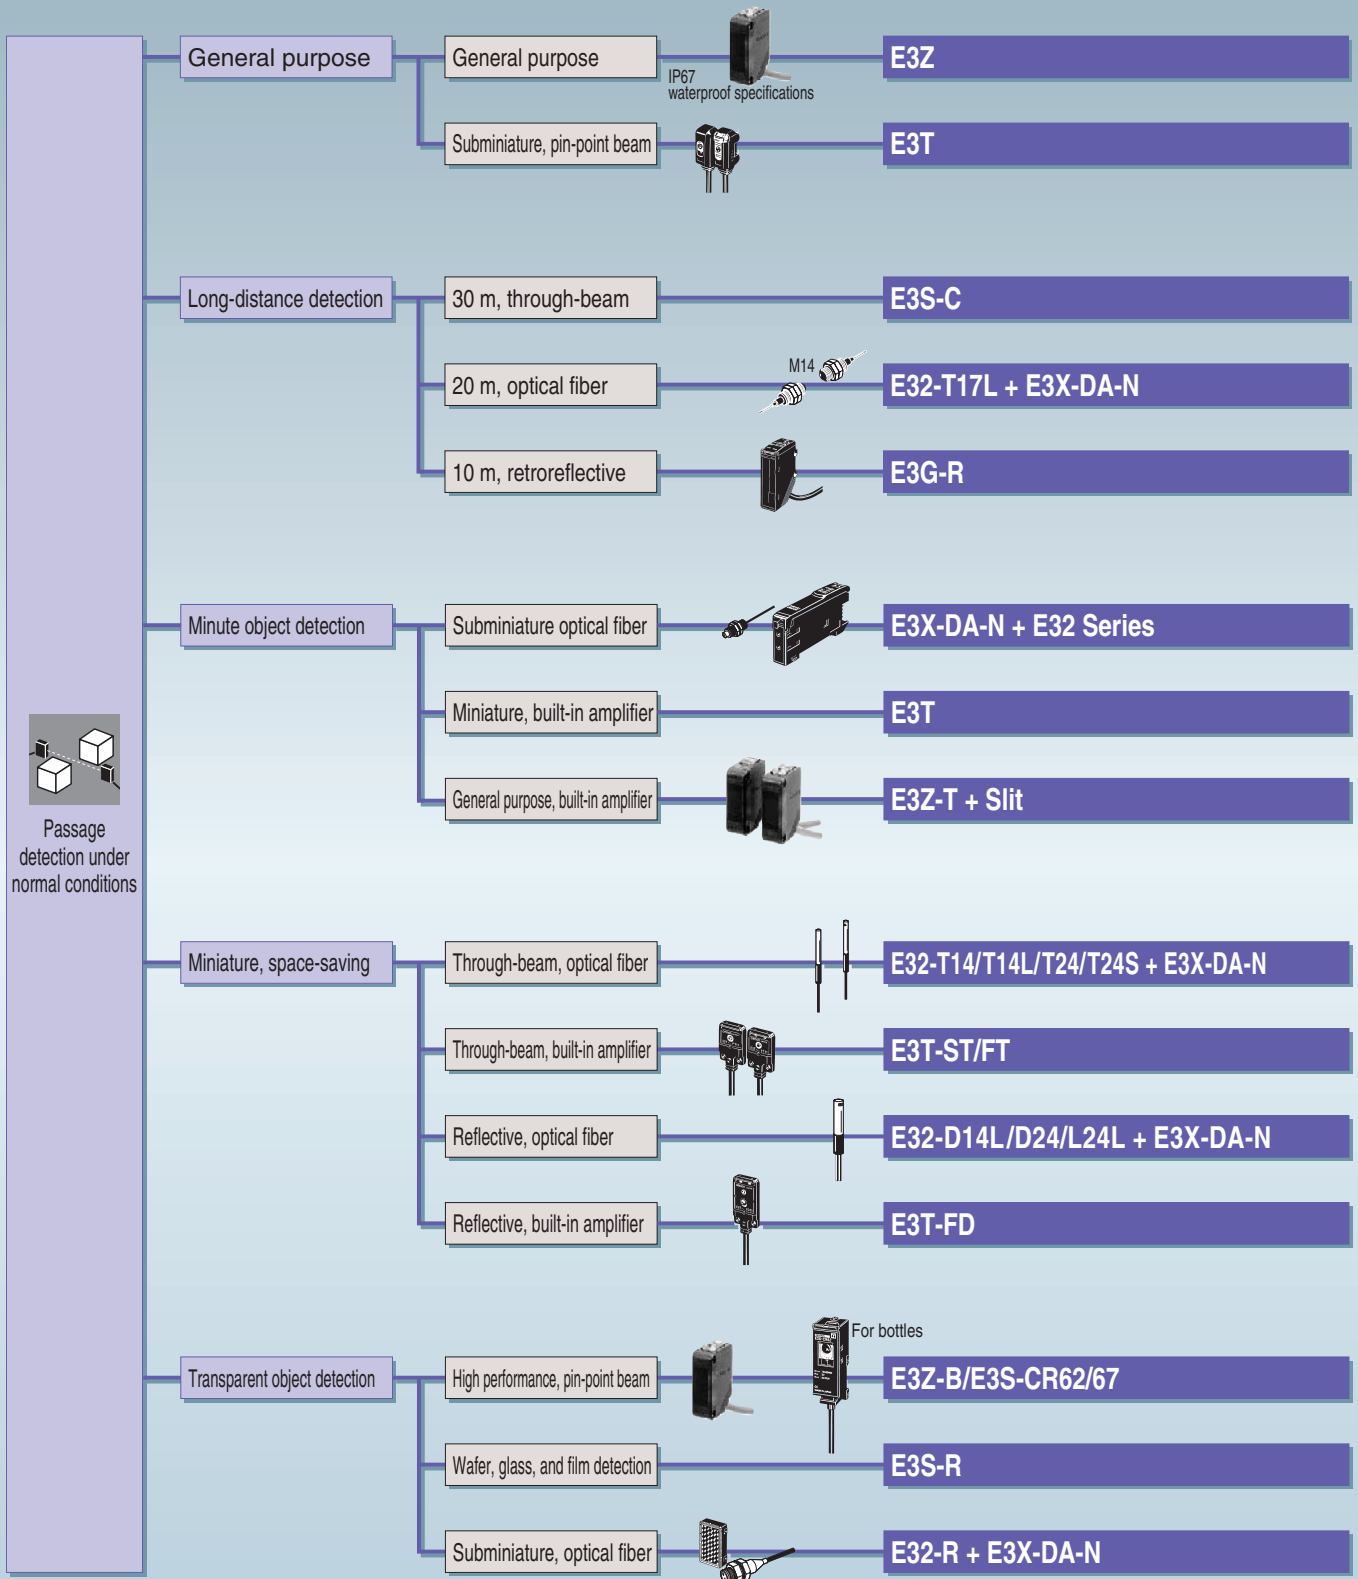 General purpose
General purpose
IP67
waterproof specifications
E3Z
Subminiature, pin-point beam
E3T
Long-distance detection
30 m, through-beam
E3S-C
20 m, optical fiber
M14
E32-T17L + E3X-DA-N
10 m, retroreflective
E3G-R
Minute object detection
Subminiature optical fiber
E3X-DA-N + E32 Series
Miniature, built-in amplifier
E3T
General purpose, built-in amplifier
E3Z-T + Slit
Passage
detection under
normal conditions
Miniature, space-saving
Through-beam, optical fiber
E32-T14/T14L/T24/T24S + E3X-DA-N
Through-beam, built-in amplifier
E3T-ST/FT
Reflective, optical fiber
E32-D14L/D24/L24L + E3X-DA-N
Reflective, built-in amplifier
E3T-FD
Transparent object detection
High performance, pin-point beam
For bottles
E3Z-B/E3S-CR62/67
Wafer, glass, and film detection
E3S-R
Subminiature, optical fiber
E32-R + E3X-DA-N